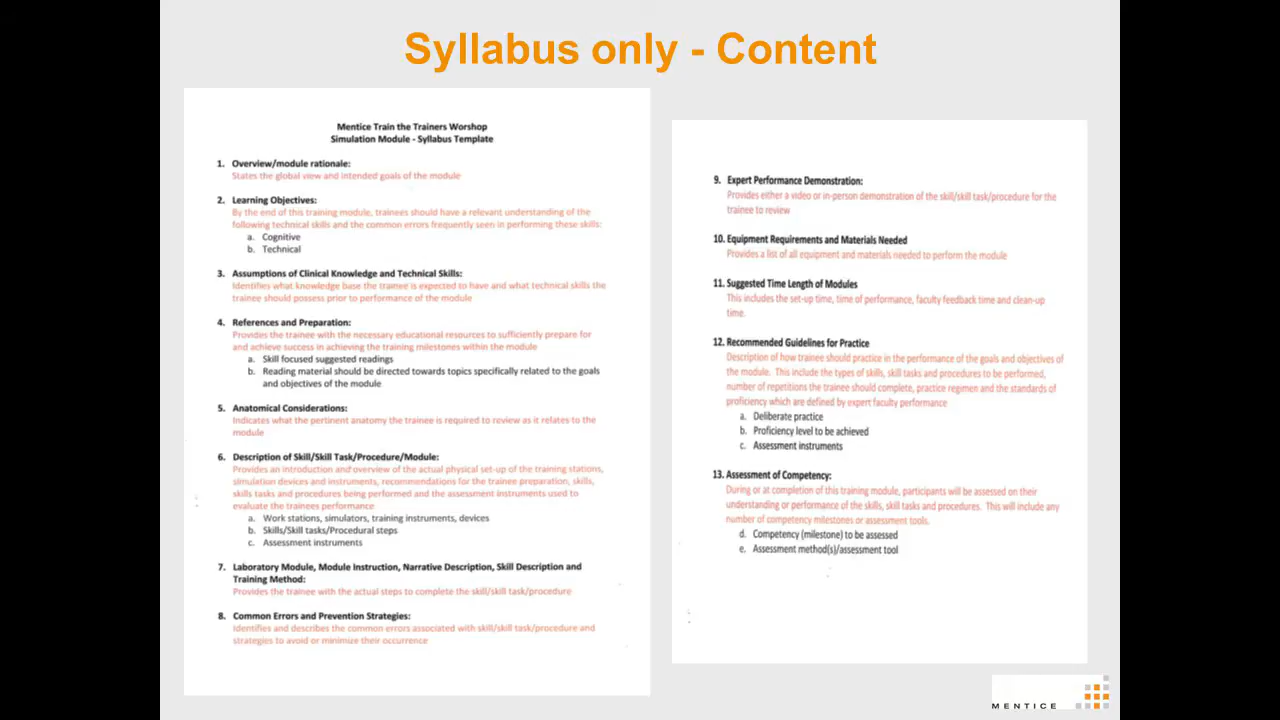 Syllabus only - Content
Mentice Train the Trainers Worshop
Simulation Module - Syllabus Template
1. Overview/module rationale:
States the global view and intended goals of the module
2. Learning Objectives:
By the end of this training module, trainees should have a relevant understanding of the
following technical skills and the common errors frequently seen in performing these skills:
a. Cognitive
b. Technical
3. Assumptions of Clinical Knowledge and Technical Skills:
Identifies what knowledge base the trainee is expected to have and what technical skills the
trainee should possess prior to performance of the module
4. References and Preparation:
Provides the trainee with the necessary educational resources to sufficiently prepare for
and achieve success in achieving the training milestones within the module
a. Skill focused suggested readings
b. Reading material should be directed towards topics specifically related to the goals
and objectives of the module
5. Anatomical Considerations:
Indicates what the pertinent anatomy the trainee is required to review as it relates to the
module
6. Description of Skill/Skill Task/Procedure/Module:
Provides an introduction and overview of the actual physical set-up of the training stations,
simulation devices and instruments, recommendations for the trainee preparation, skills,
skills tasks and procedures being performed and the assessment instruments used to
evaluate the trainees performance
a. Work stations, simulators, training instruments, devices
b. Skills/Skill tasks/Procedural steps
c. Assessment instruments
7. Laboratory Module, Module Instruction, Narrative Description, Skill Description and
Training Method:
Provides the trainee with the actual steps to complete the skill/skill task/procedure
8. Common Errors and Prevention Strategies:
Identifies and describes the common errors associated with skill/skill task/procedure and
strategies to avoid or minimize their occurrence
9. Expert Performance Demonstration:
Provides either a video or in-person demonstration of the skill/skill task/procedure for the
trainee to review
10. Equipment Requirements and Materials Needed
Provides a list of all equipment and materials needed to perform the module
11. Suggested Time Length of Modules
This includes the set-up time, time of performance, faculty feedback time and clean-up
time.
12. Recommended Guidelines for Practice
Description of how trainee should practice in the performance of the goals and objectives of
the module. This include the types of skills, skill tasks and procedures to be performed,
number of repetitions the trainee should complete, practice regimen and the standards of
proficiency which are defined by expert faculty performance
a. Deliberate practice
b. Proficiency level to be achieved
c. Assessment instruments
13. Assessment of Competency:
During or at completion of this training module, participants will be assessed on their
understanding or performance of the skills, skill tasks and procedures. This will include any
number of competency milestones or assessment tools.
d. Competency (milestone) to be assessed
e. Assessment method(s)/assessment tool
MENTICE